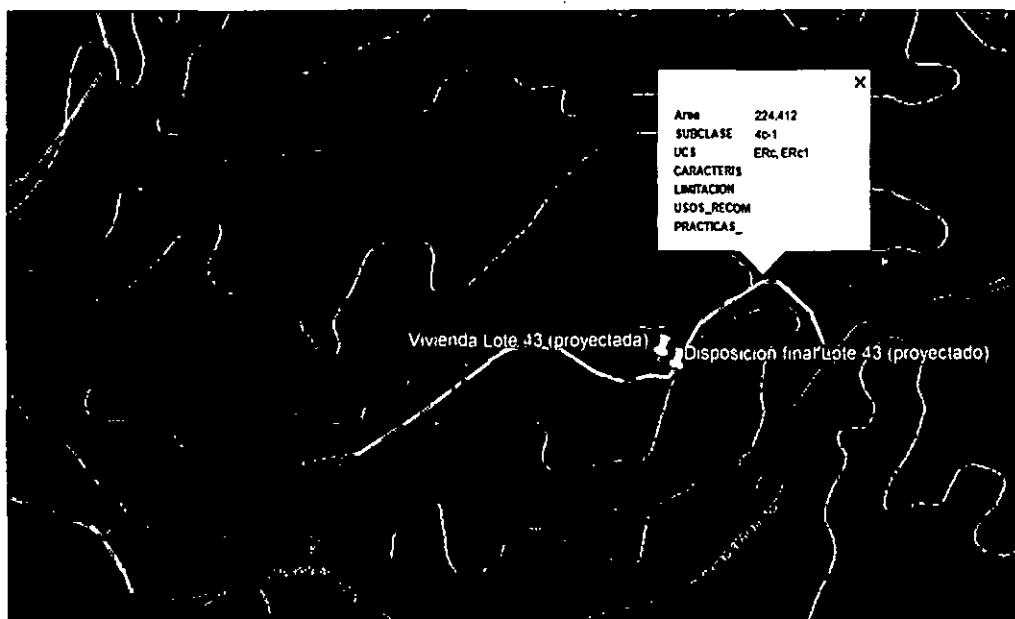 Area 224,412
SUBCLASE 4c-1
UCS ERc, ERc1
CARACTERIS
LIMITACION
USOS_RECOM
PRACTICAS_
Vivienda Lote 43 (proyectada)
Disposicion final Lote 43 (proyectado)